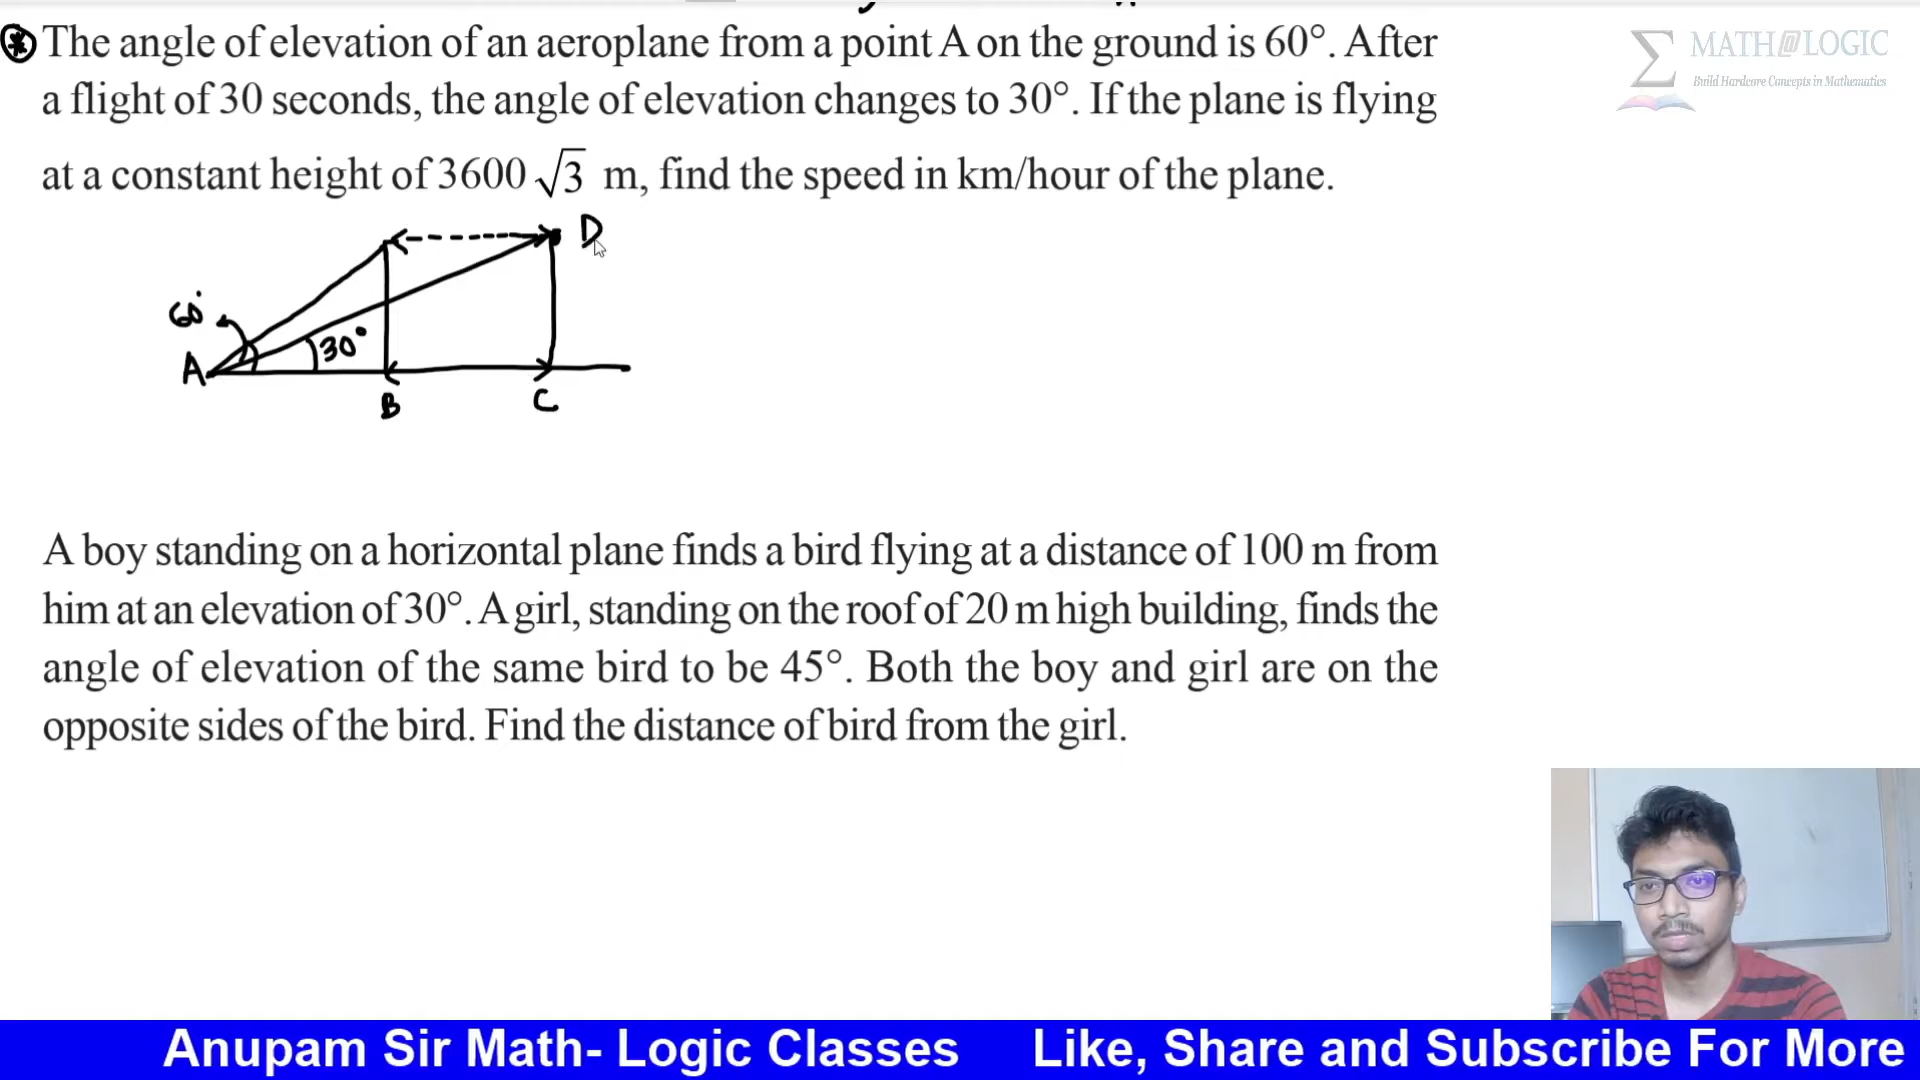 The angle of elevation of an aeroplane from a point A on the ground is 60°. After
a flight of 30 seconds, the angle of elevation changes to 30°. If the plane is flying
at a constant height of 3600 √3 m, find the speed in km/hour of the plane.
MATH@LOGIC
Build Hardcore Concepts in Mathematics
D
60°
30°
A
B
C
A boy standing on a horizontal plane finds a bird flying at a distance of 100 m from
him at an elevation of 30°. A girl, standing on the roof of 20 m high building, finds the
angle of elevation of the same bird to be 45°. Both the boy and girl are on the
opposite sides of the bird. Find the distance of bird from the girl.
Anupam Sir Math- Logic Classes Like, Share and Subscribe For More